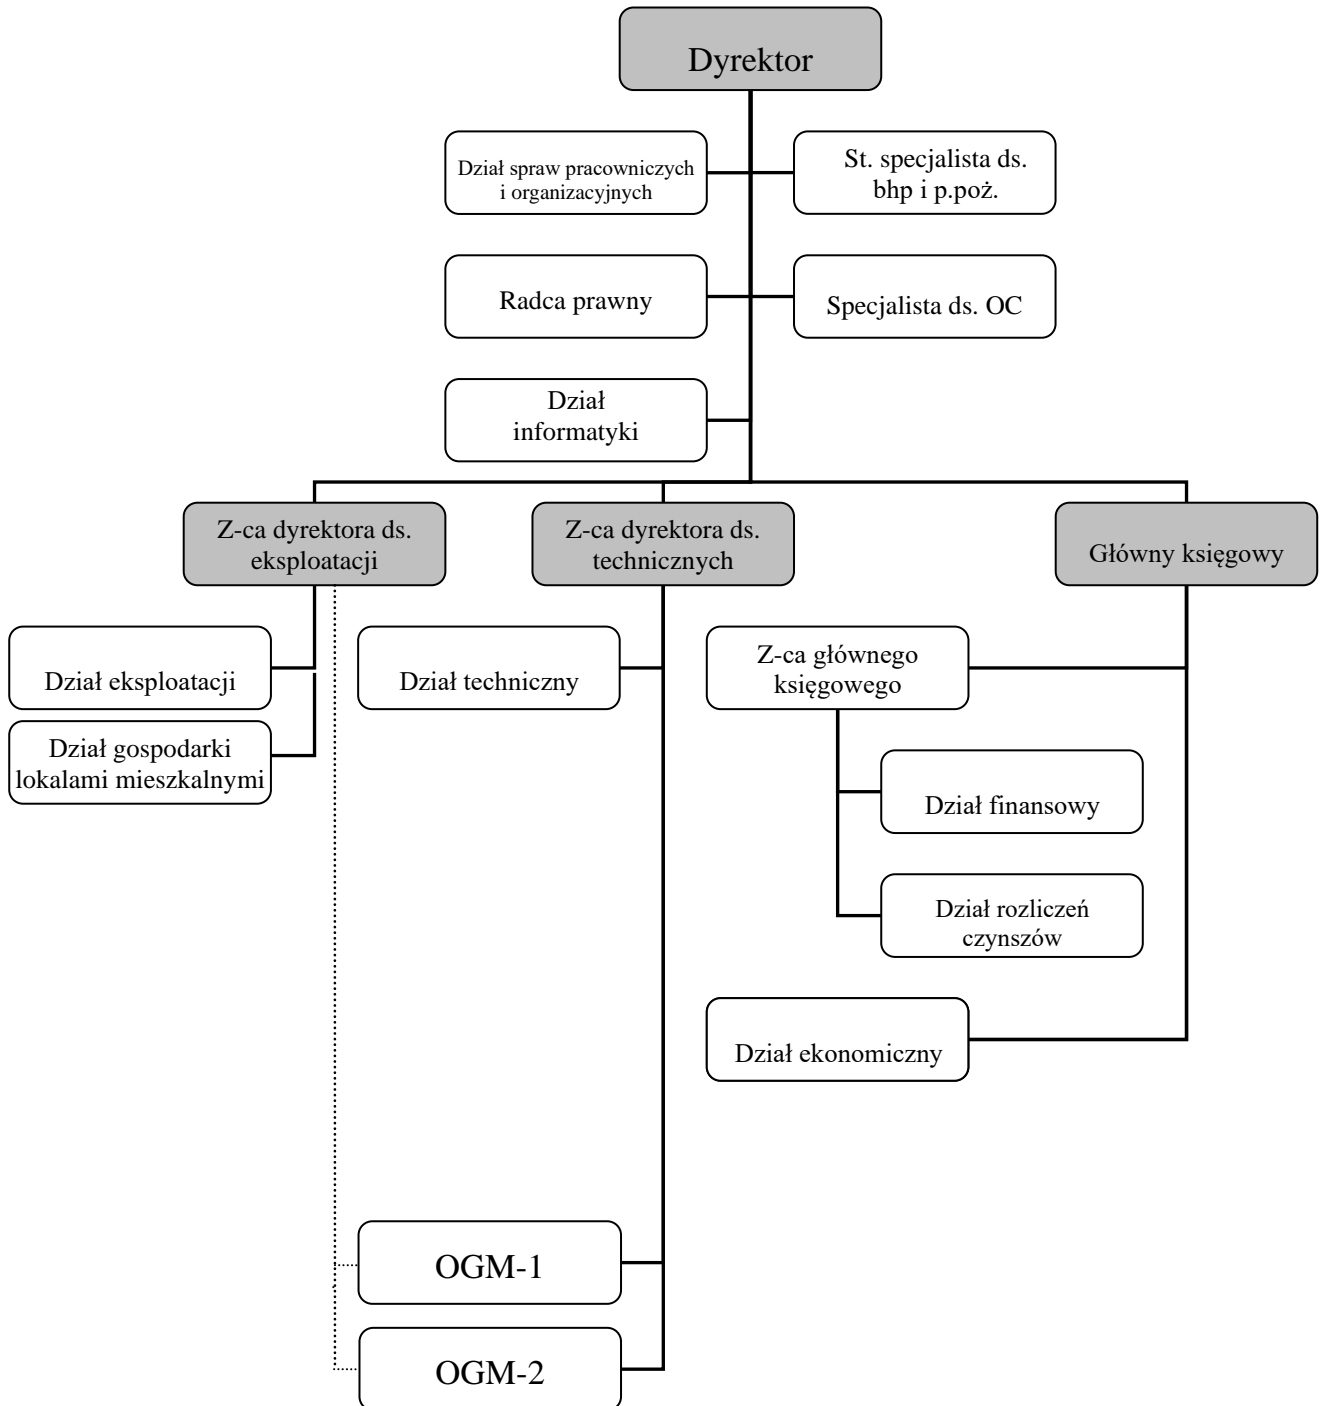 Dyrektor
Dział spraw pracowniczych
i organizacyjnych
St. specjalista ds.
bhp i p.poż.
Radca prawny
Specjalista ds. OC
Dział
informatyki
Z-ca dyrektora ds.
eksploatacji
Z-ca dyrektora ds.
technicznych
Główny księgowy
Dział eksploatacji
Dział techniczny
Z-ca głównego
księgowego
Dział gospodarki
lokalami mieszkalnymi
Dział finansowy
Dział rozliczeń
czynszów
Dział ekonomiczny
OGM-1
OGM-2